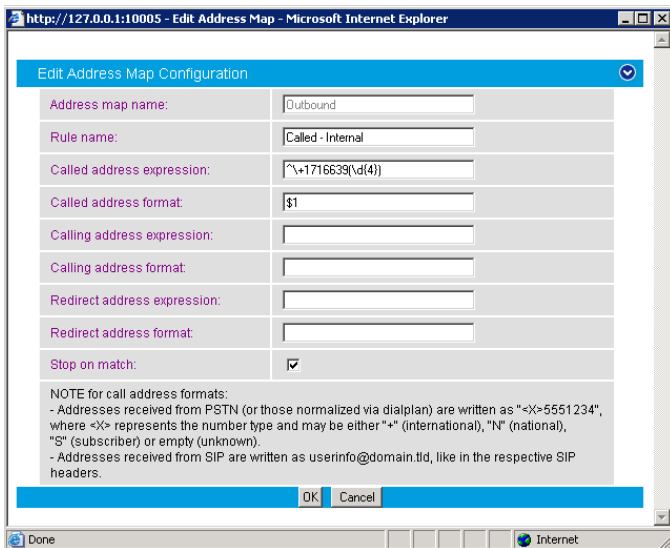 http://127.0.0.1:10005 - Edit Address Map - Microsoft Internet Explorer
Edit Address Map Configuration
Address map name: Outbound
Rule name: Called - Internal
Called address expression: ^\+1716639(\d{4})
Called address format: $1
Calling address expression:
Calling address format:
Redirect address expression:
Redirect address format:
Stop on match:
NOTE for call address formats:
- Addresses received from PSTN (or those normalized via dialplan) are written as "<X>5551234",
where <X> represents the number type and may be either "+" (international), "N" (national),
"S" (subscriber) or empty (unknown).
- Addresses received from SIP are written as userinfo@domain.tld, like in the respective SIP
headers.
OK Cancel
Done Internet